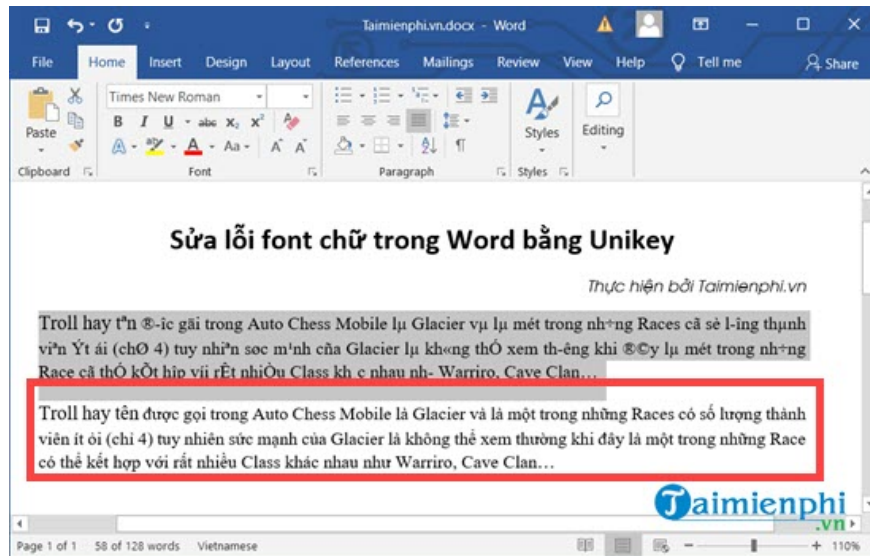 Taimienphi.vn.docx - Word
File Home Insert Design Layout References Mailings Review View Help Tell me Share
Times New Roman
Paste B I U abc X₂ X² Styles Editing
A aby A Aa A A
Clipboard Font Paragraph Styles
Sửa lỗi font chữ trong Word bằng Unikey
Thực hiện bởi Taimienphi.vn
Troll hay tªn ®-îc gãi trong Auto Chess Mobile lµ Glacier vµ lµ mét trong nh÷ng Races cã sè l-îng thµnh
viªn Ýt ái (chØ 4) tuy nhiªn søc m¹nh cña Glacier lµ kh«ng thÓ xem th-êng khi ®©y lµ mét trong nh÷ng
Race cã thÓ kÕt hîp víi rÊt nhiÒu Class kh c nhau nh- Warriro, Cave Clan…
Troll hay tên được gọi trong Auto Chess Mobile là Glacier và là một trong những Races có số lượng thành
viên ít ỏi (chỉ 4) tuy nhiên sức mạnh của Glacier là không thể xem thường khi đây là một trong những Race
có thể kết hợp với rất nhiều Class khác nhau như Warriro, Cave Clan…
Taimienphi
.vn
Page 1 of 1 58 of 128 words Vietnamese 110%